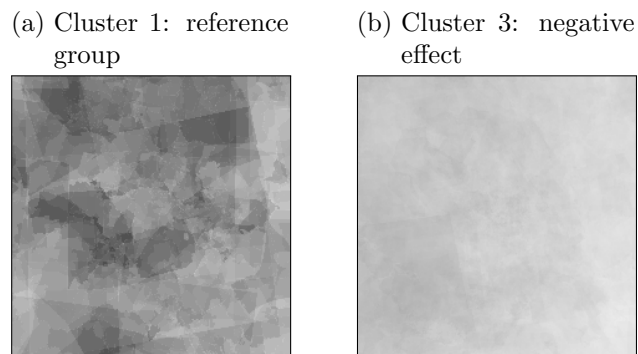 (a) Cluster 1: reference
group
(b) Cluster 3: negative
effect